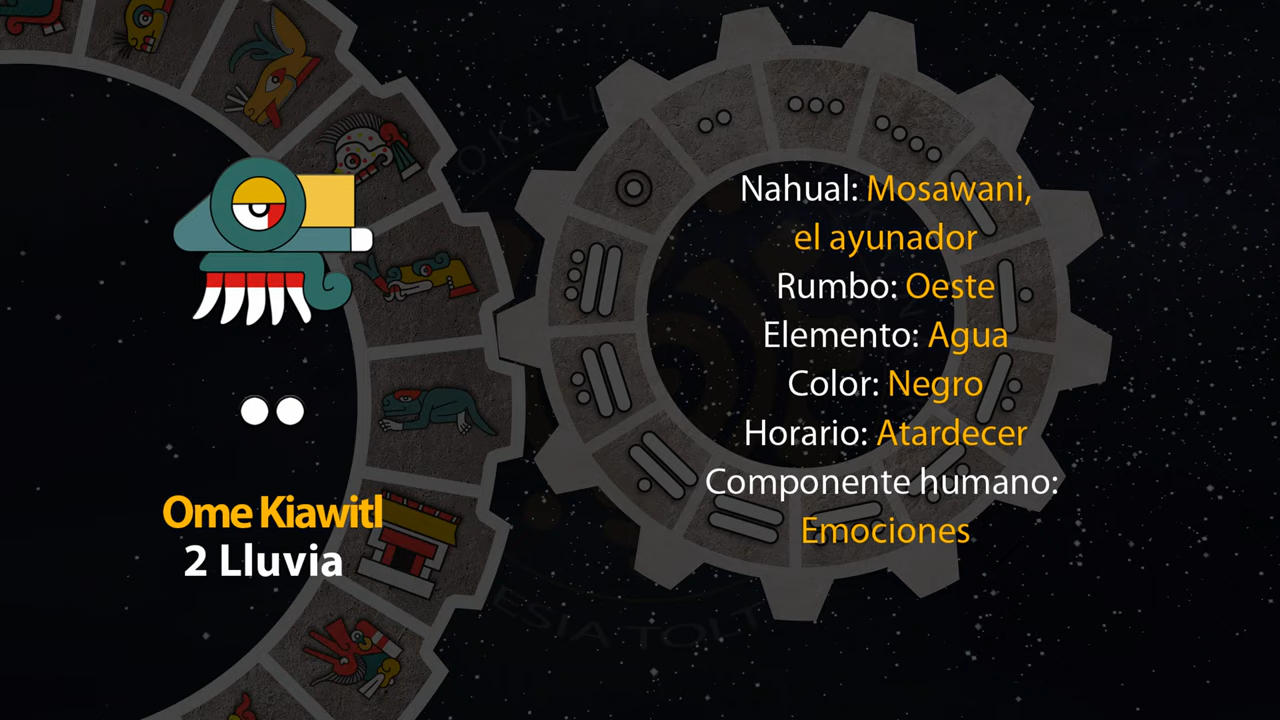 Ome Kiawitl
2 Lluvia
Nahual: Mosawani,
el ayunador
Rumbo: Oeste
Elemento: Agua
Color: Negro
Horario: Atardecer
Componente humano:
Emociones